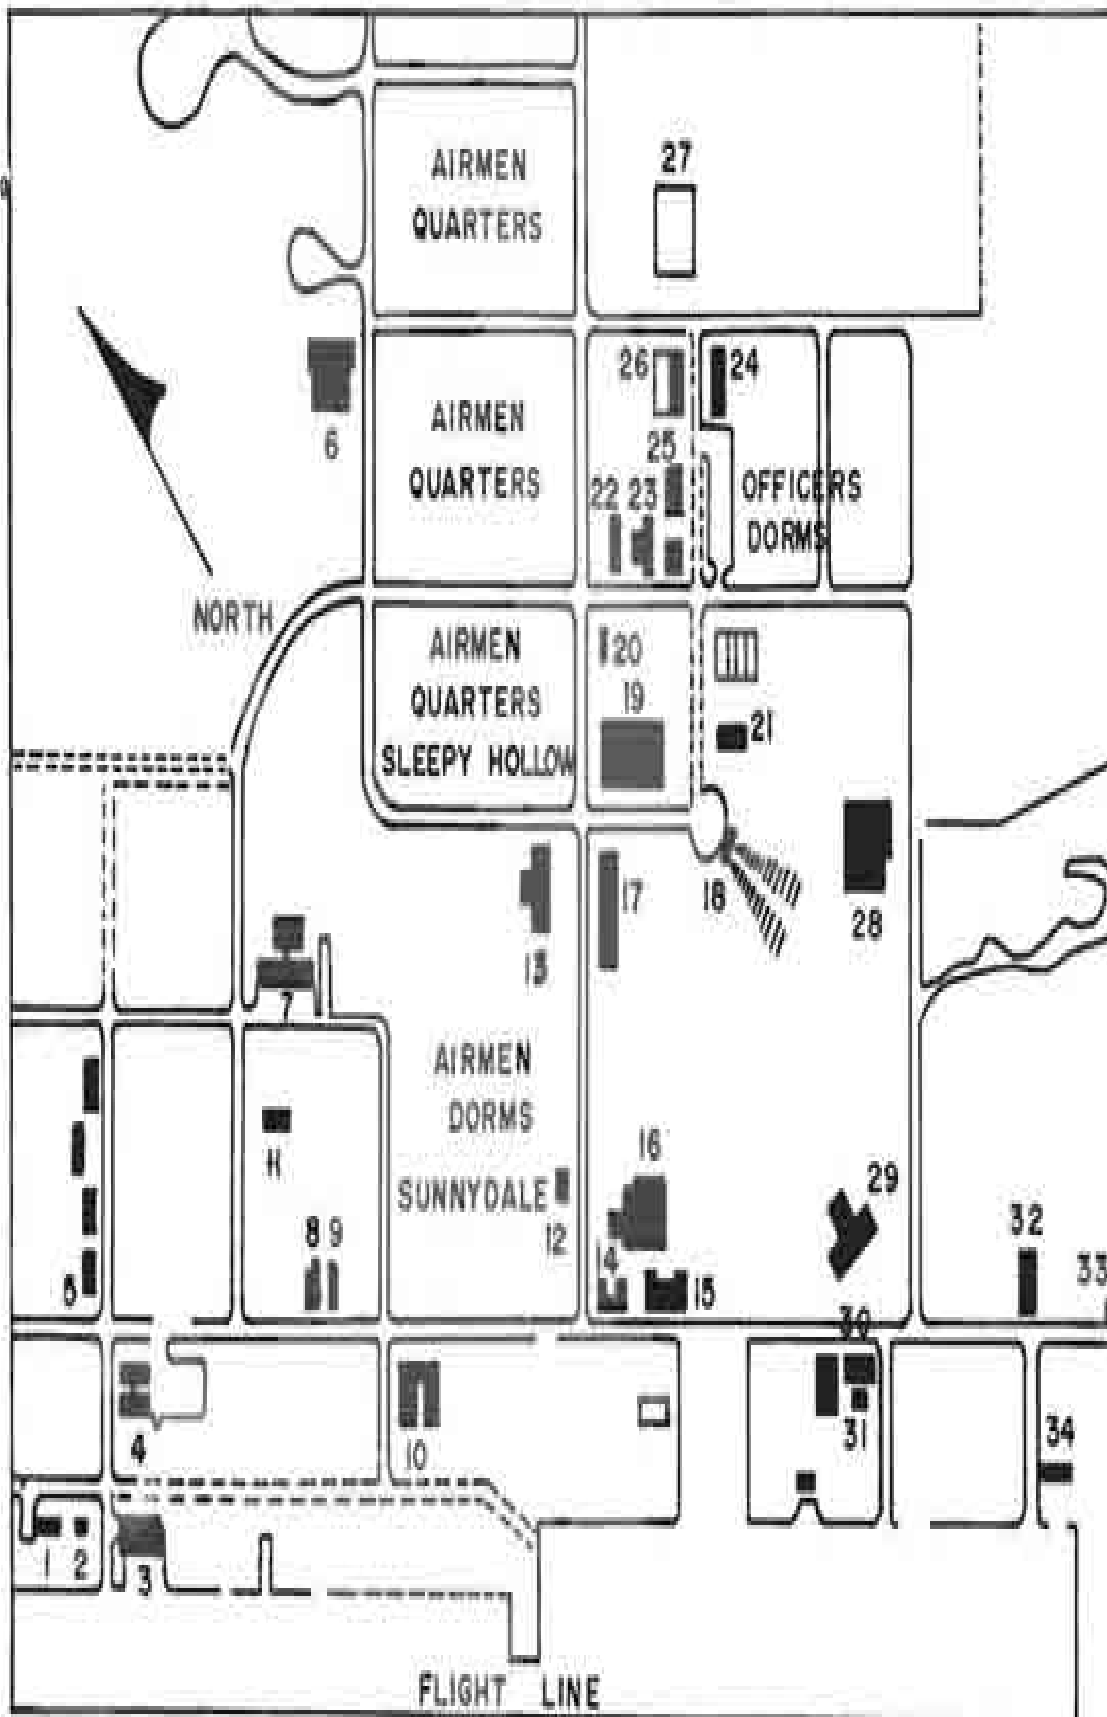 27
AIRMEN
QUARTERS
26
24
6
AIRMEN
QUARTERS
25
22 23
OFFICERS
DORMS
NORTH
AIRMEN
QUARTERS
SLEEPY HOLLOW
20
19
21
17
18
28
13
7
AIRMEN
DORMS
SUNNYDALE
16
29
12
8 9
14
15
32
33
5
30
4
10
31
34
1 2
3
FLIGHT LINE